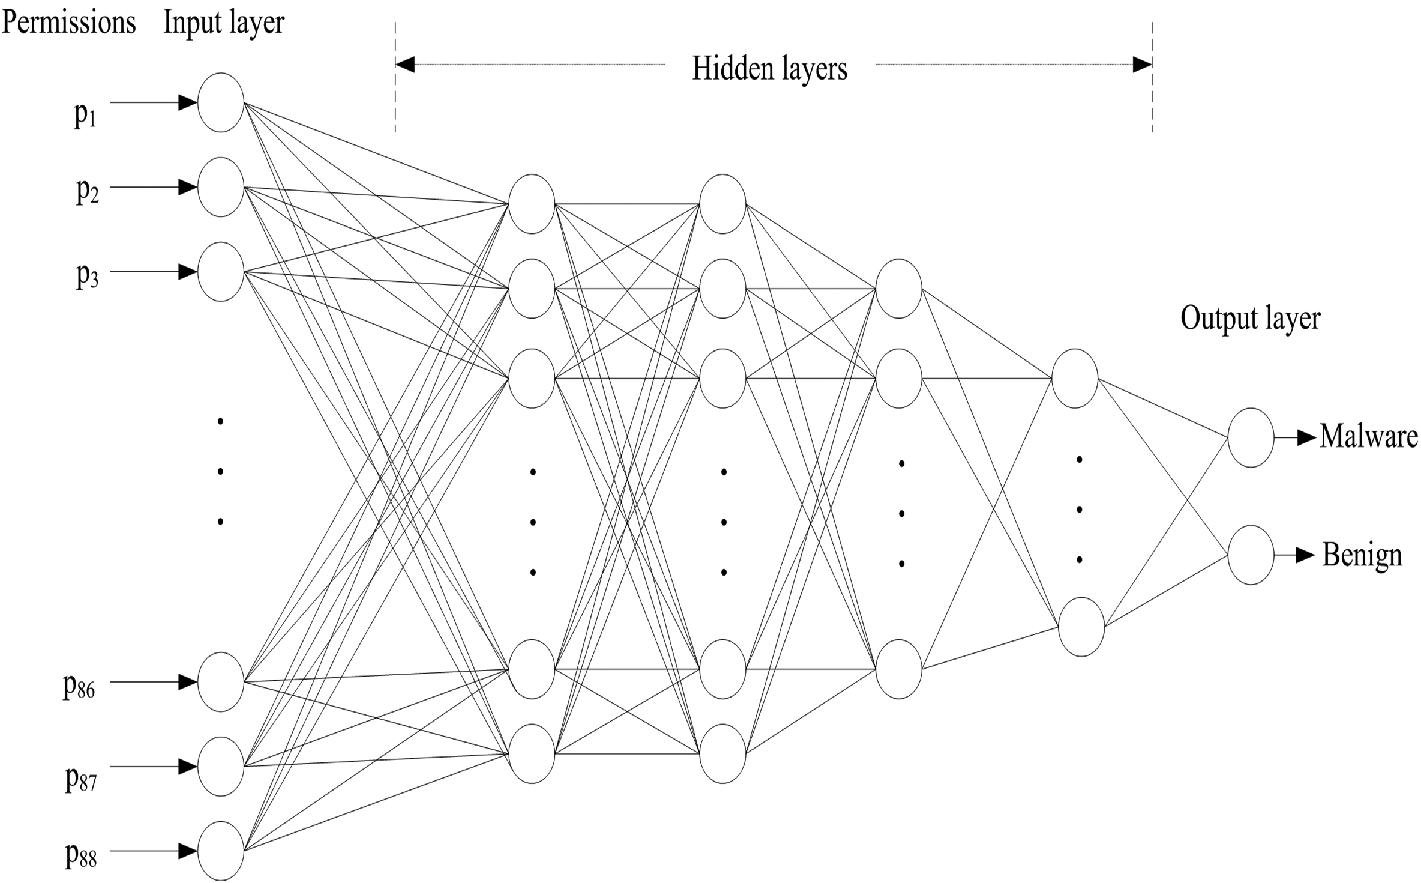 Permissions
Input layer
Hidden layers
p1
p2
p3
Output layer
Malware
Benign
p86
p87
p88